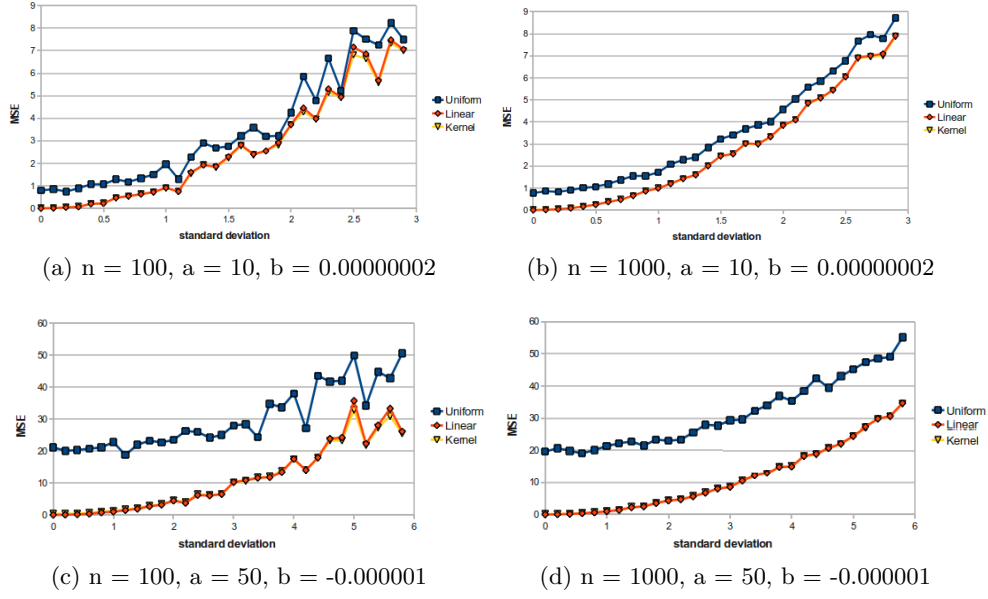 9
8
7
6
5
4
3
2
1
0
MSE
0 0.5 1 1.5 2 2.5 3
standard deviation
Uniform
Linear
Kernel
(a) n = 100, a = 10, b = 0.00000002
9
8
7
6
5
4
3
2
1
0
MSE
0 0.5 1 1.5 2 2.5 3
standard deviation
Uniform
Linear
Kernel
(b) n = 1000, a = 10, b = 0.00000002
60
50
40
30
20
10
0
MSE
0 1 2 3 4 5 6
standard deviation
Uniform
Linear
Kernel
(c) n = 100, a = 50, b = -0.000001
60
50
40
30
20
10
0
MSE
0 1 2 3 4 5 6
standard deviation
Uniform
Linear
Kernel
(d) n = 1000, a = 50, b = -0.000001